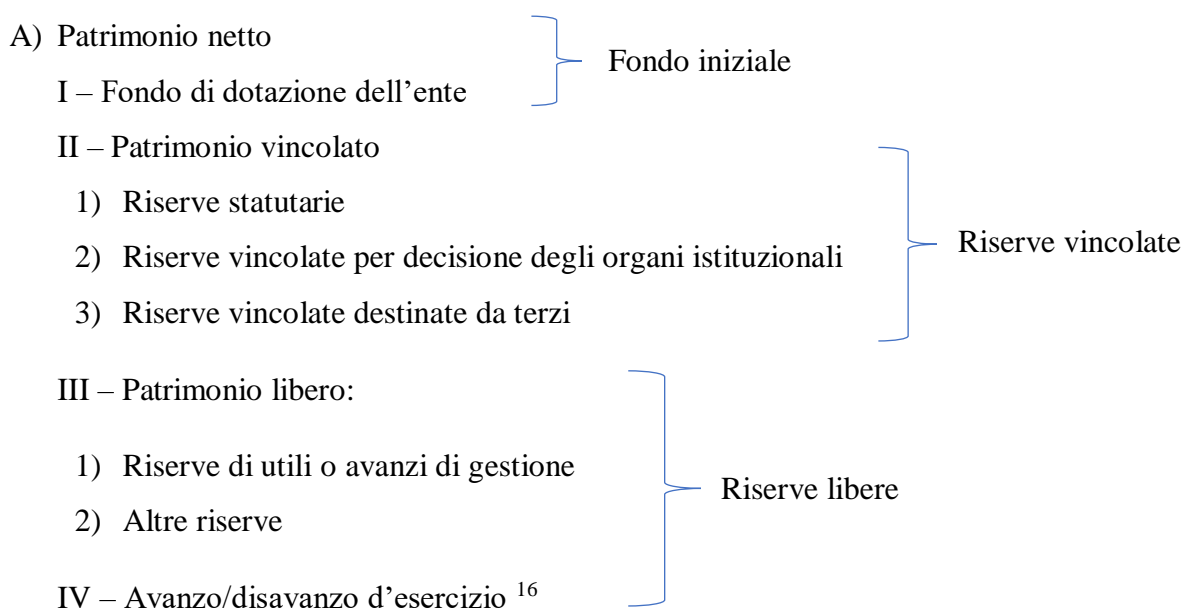 A) Patrimonio netto
Fondo iniziale
I – Fondo di dotazione dell’ente
II – Patrimonio vincolato
1) Riserve statutarie
Riserve vincolate
2) Riserve vincolate per decisione degli organi istituzionali
3) Riserve vincolate destinate da terzi
III – Patrimonio libero:
1) Riserve di utili o avanzi di gestione
Riserve libere
2) Altre riserve
IV – Avanzo/disavanzo d’esercizio 16